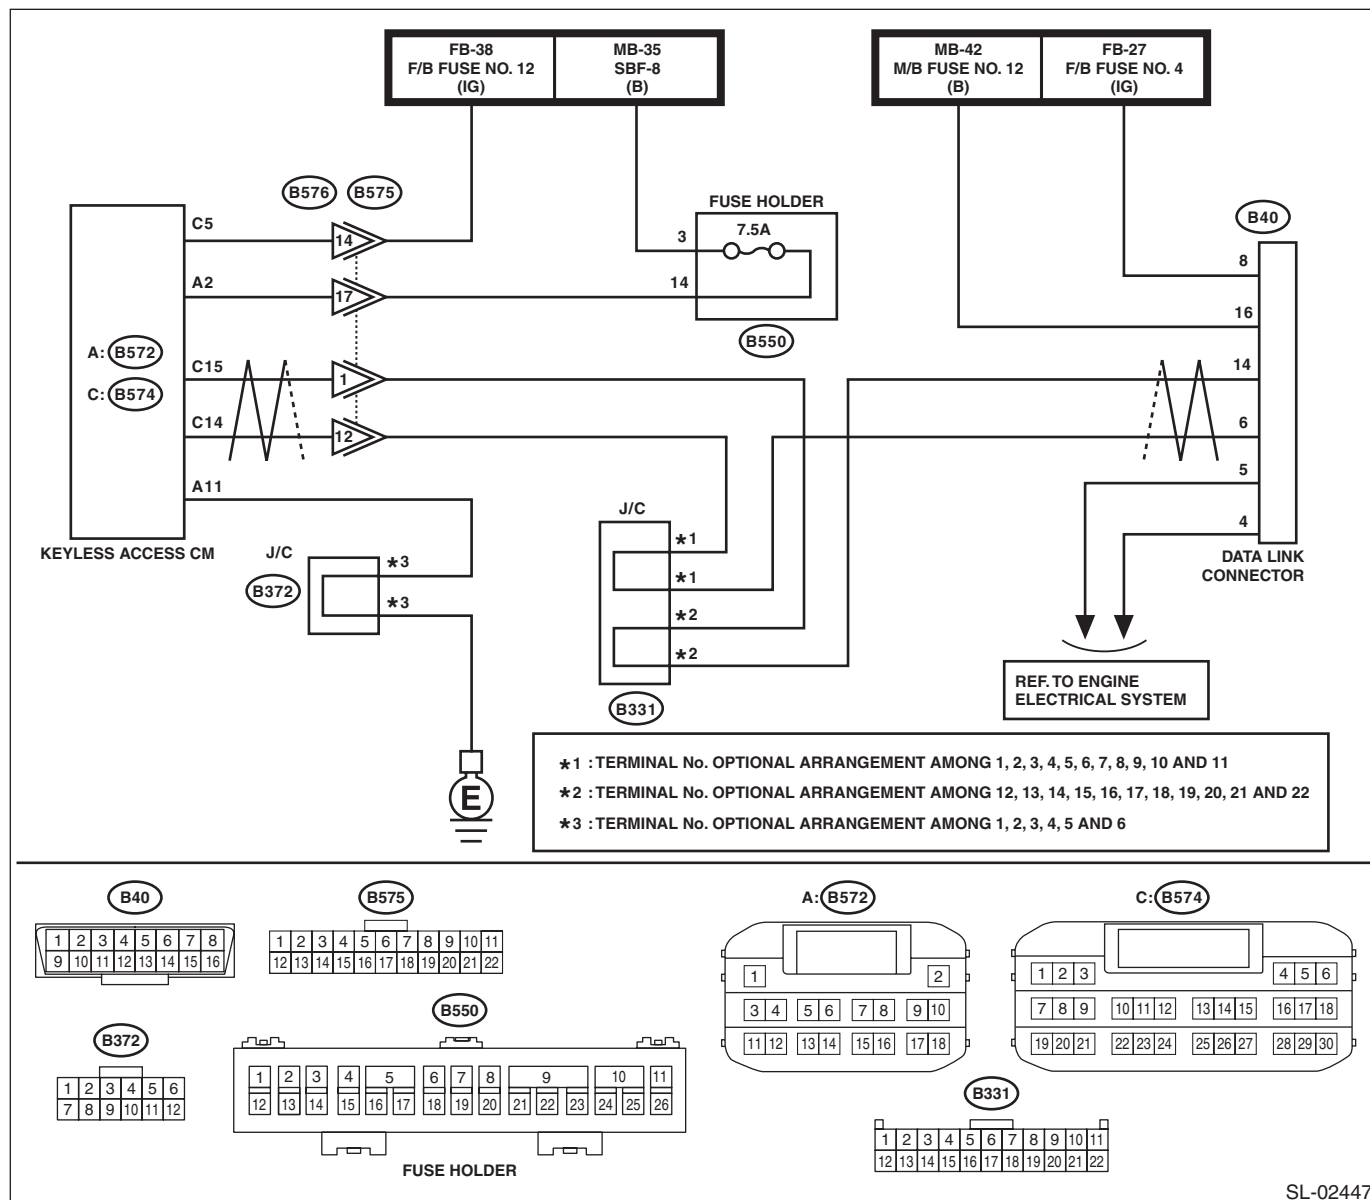 FB-38
F/B FUSE NO. 12
(IG)
MB-35
SBF-8
(B)
MB-42
M/B FUSE NO. 12
(B)
FB-27
F/B FUSE NO. 4
(IG)
B576
B575
FUSE HOLDER
7.5A
3
14
B550
B40
C5
14
A2
17
A: B572
C: B574
C15
1
C14
12
A11
KEYLESS ACCESS CM
8
16
14
6
5
4
DATA LINK
CONNECTOR
J/C
B372
*3
*3
J/C
*1
*1
*2
*2
B331
REF. TO ENGINE
ELECTRICAL SYSTEM
E
*1 : TERMINAL No. OPTIONAL ARRANGEMENT AMONG 1, 2, 3, 4, 5, 6, 7, 8, 9, 10 AND 11
*2 : TERMINAL No. OPTIONAL ARRANGEMENT AMONG 12, 13, 14, 15, 16, 17, 18, 19, 20, 21 AND 22
*3 : TERMINAL No. OPTIONAL ARRANGEMENT AMONG 1, 2, 3, 4, 5 AND 6
B40
1 2 3 4 5 6 7 8
9 10 11 12 13 14 15 16
B575
1 2 3 4 5 6 7 8 9 10 11
12 13 14 15 16 17 18 19 20 21 22
A: B572
1 2
3 4 5 6 7 8 9 10
11 12 13 14 15 16 17 18
C: B574
1 2 3 4 5 6
7 8 9 10 11 12 13 14 15 16 17 18
19 20 21 22 23 24 25 26 27 28 29 30
B372
1 2 3 4 5 6
7 8 9 10 11 12
B550
1 2 3 4 5 6 7 8 9 10 11
12 13 14 15 16 17 18 19 20 21 22 23 24 25 26
FUSE HOLDER
B331
1 2 3 4 5 6 7 8 9 10 11
12 13 14 15 16 17 18 19 20 21 22
SL-02447